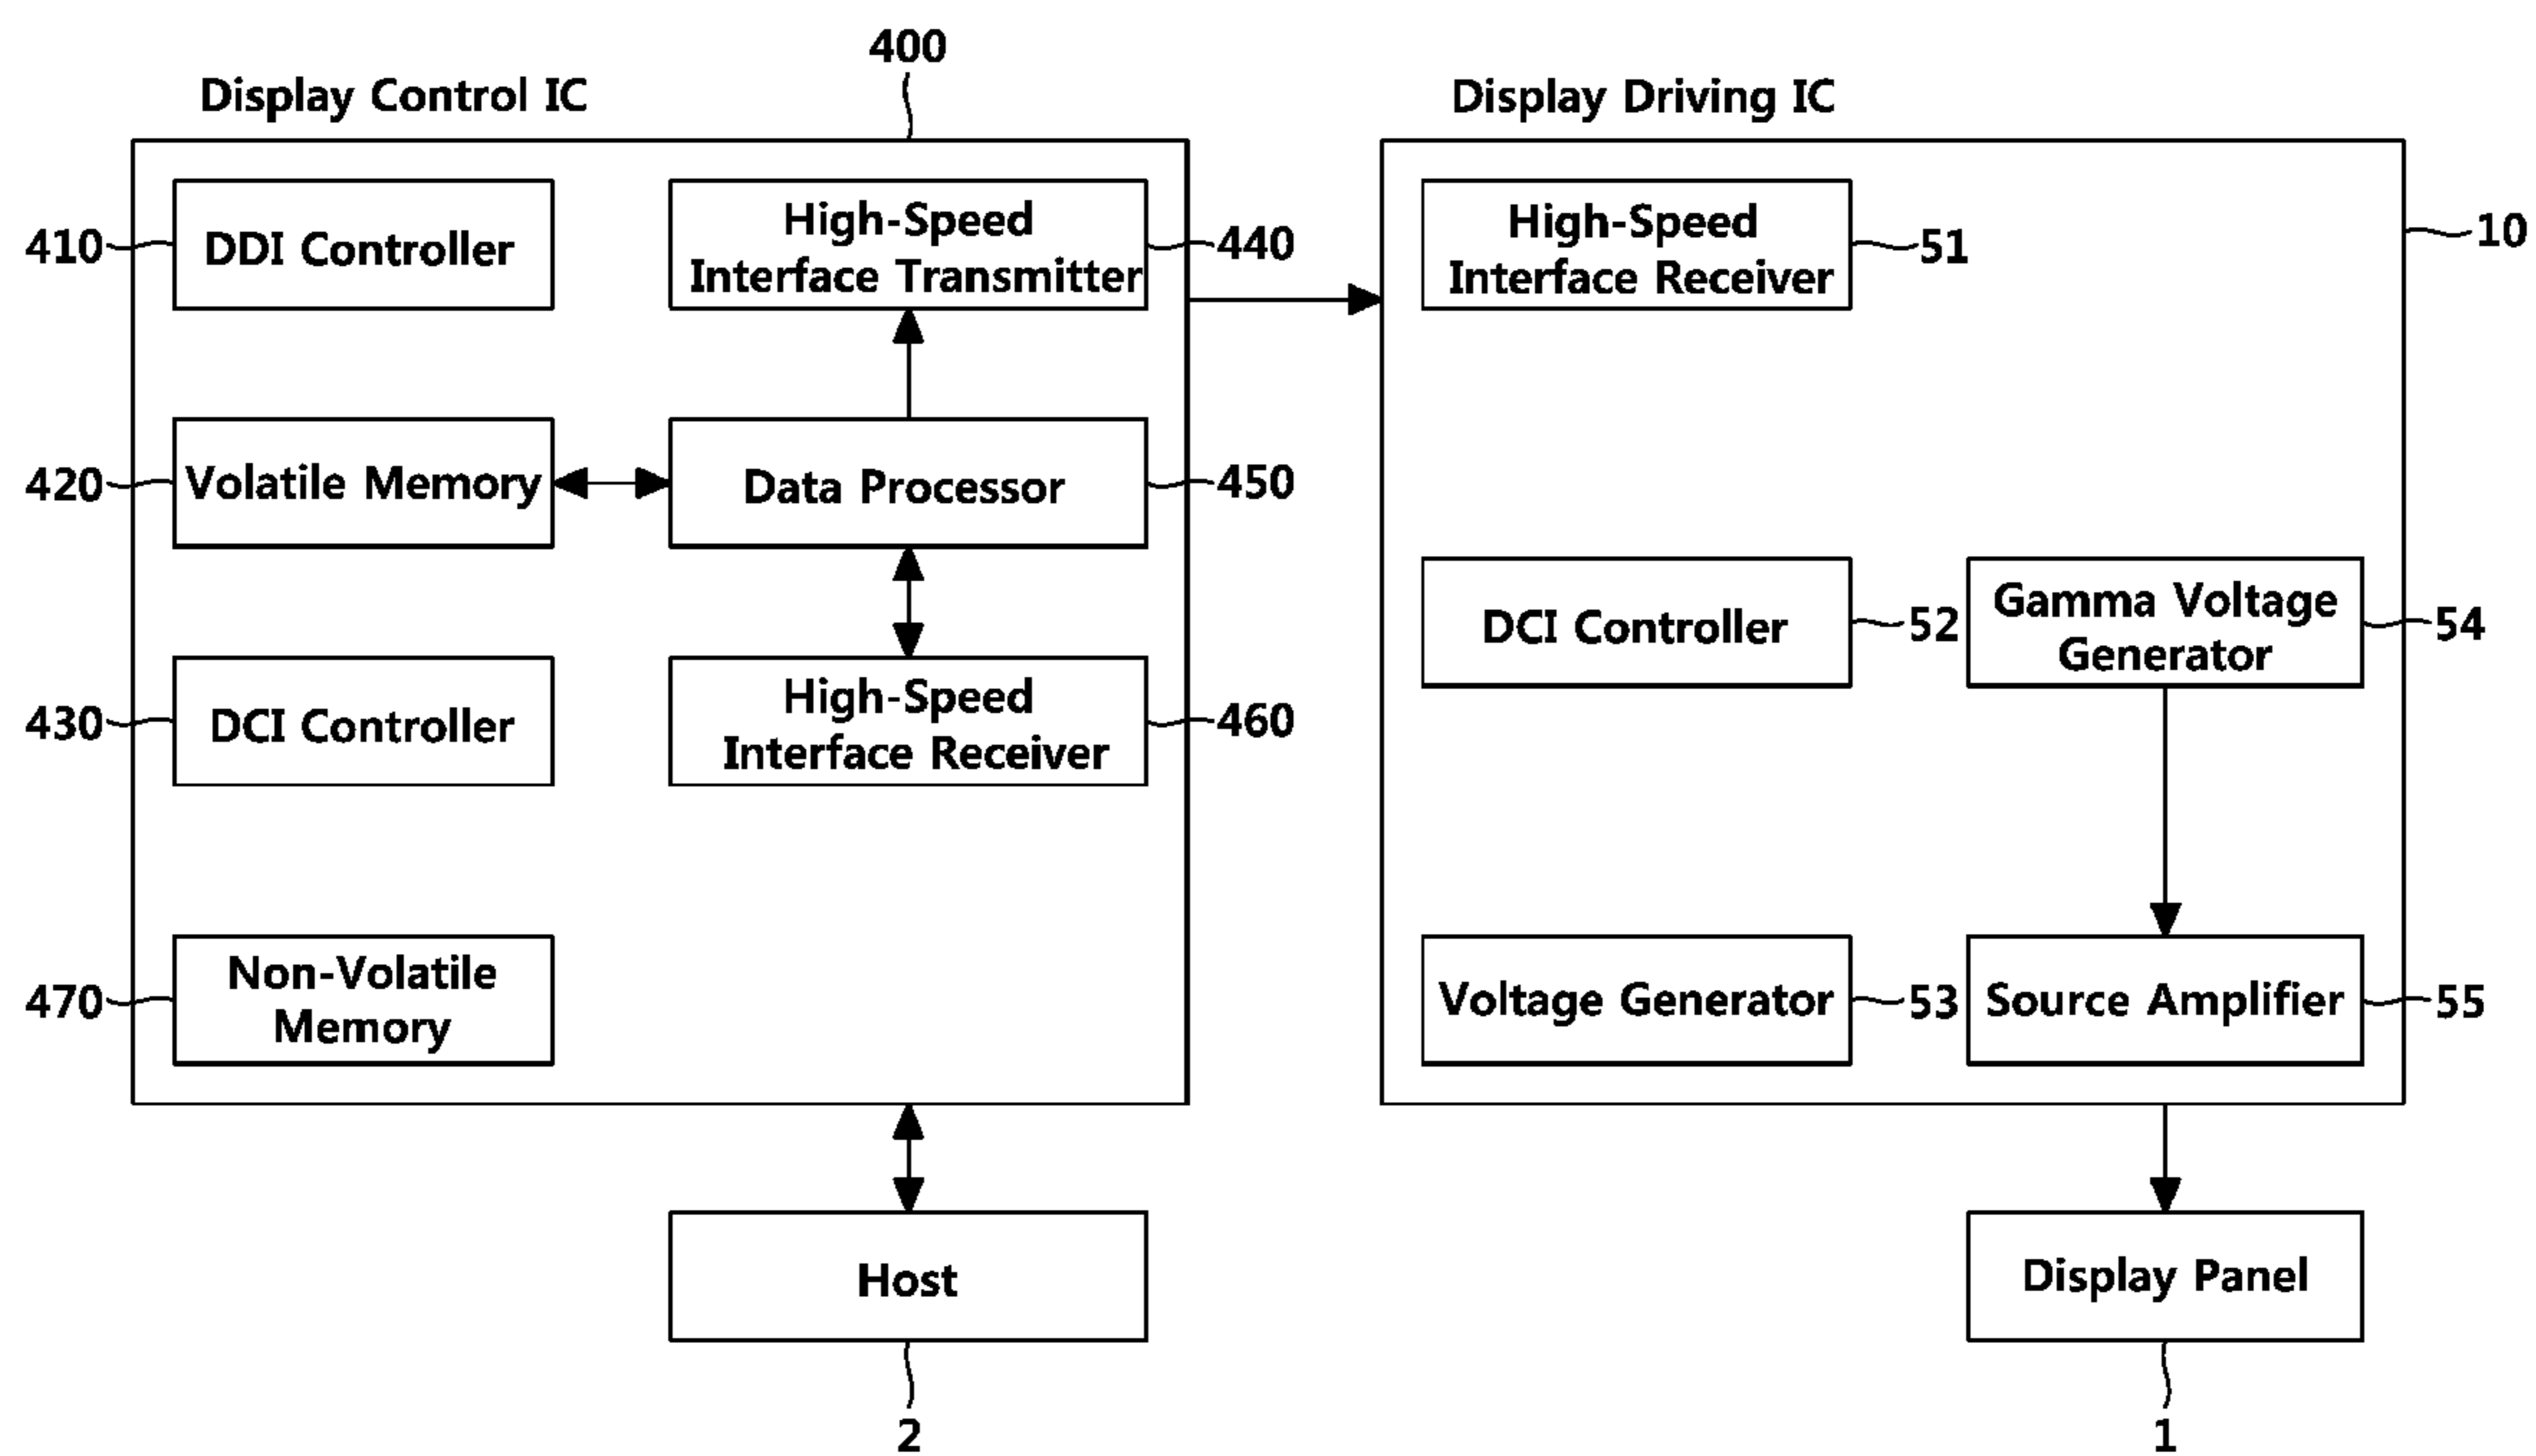 400
Display Control IC
Display Driving IC
410
DDI Controller
High-Speed
Interface Transmitter
440
High-Speed
Interface Receiver
51
10
420
Volatile Memory
Data Processor
450
DCI Controller
52
Gamma Voltage
Generator
54
430
DCI Controller
High-Speed
Interface Receiver
460
470
Non-Volatile
Memory
Voltage Generator
53
Source Amplifier
55
Host
Display Panel
2
1